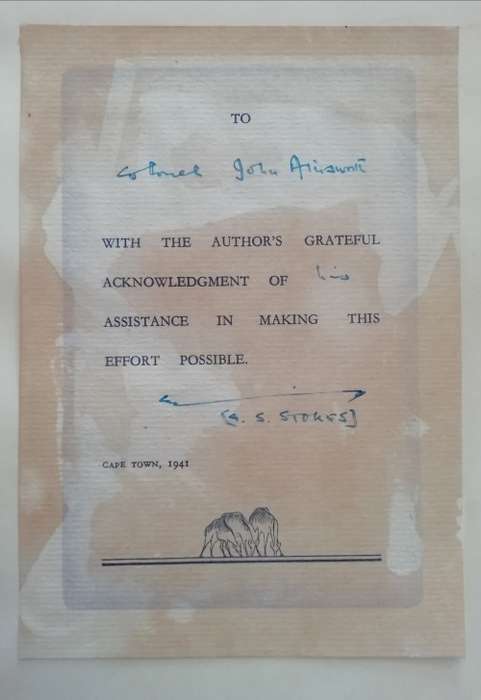 TO
Colonel John Ainsworth
WITH THE AUTHOR'S GRATEFUL
ACKNOWLEDGMENT OF his
ASSISTANCE IN MAKING THIS
EFFORT POSSIBLE.
S. STOKES]
CAPE TOWN, 1941